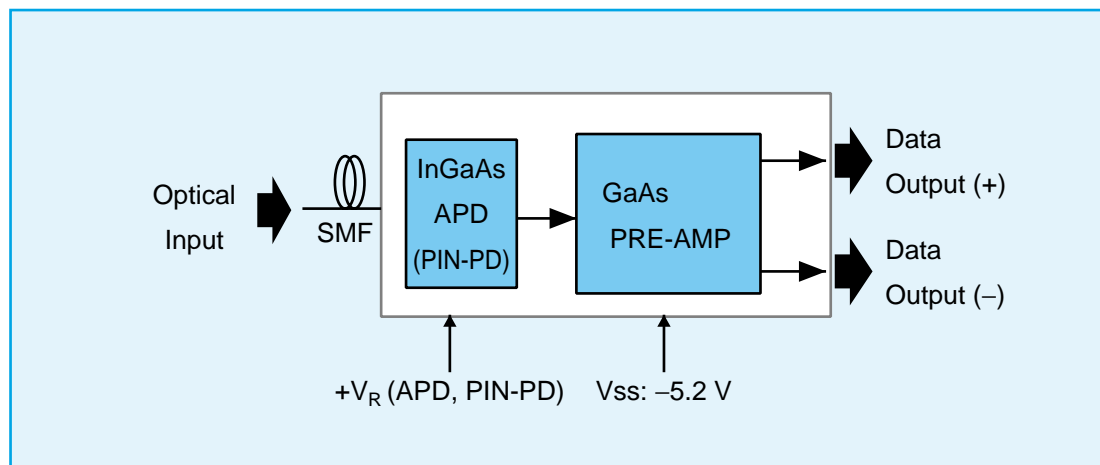 Optical
Input
SMF
InGaAs
APD
(PIN-PD)
GaAs
PRE-AMP
Data
Output (+)
Data
Output (−)
+VR (APD, PIN-PD)
Vss: −5.2 V